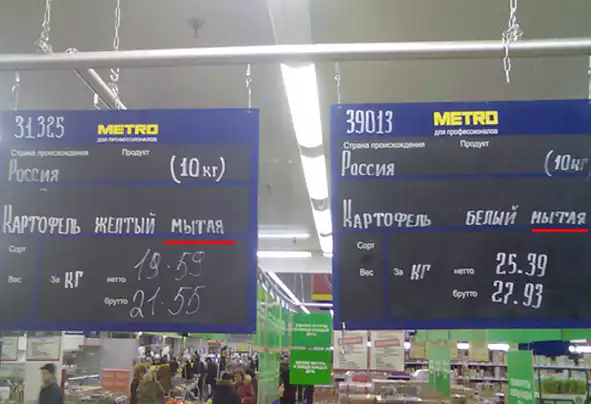 31.325
METRO
ДЛЯ ПРОФЕССИОНАЛОВ
Страна происхождения Продукт
Россия (10 кг)
КАРТОФЕЛЬ ЖЕЛТЫЙ МЫТАЯ
Сорт
Вес За кг нетто 19.59
брутто 21.55
39013
METRO
для профессионалов
Страна происхождения Продукт
Россия (10кг
КАРТОФЕЛЬ БЕЛЫЙ МЫТАЯ
Сорт
Вес За кг нетто 25.39
брутто 27.93